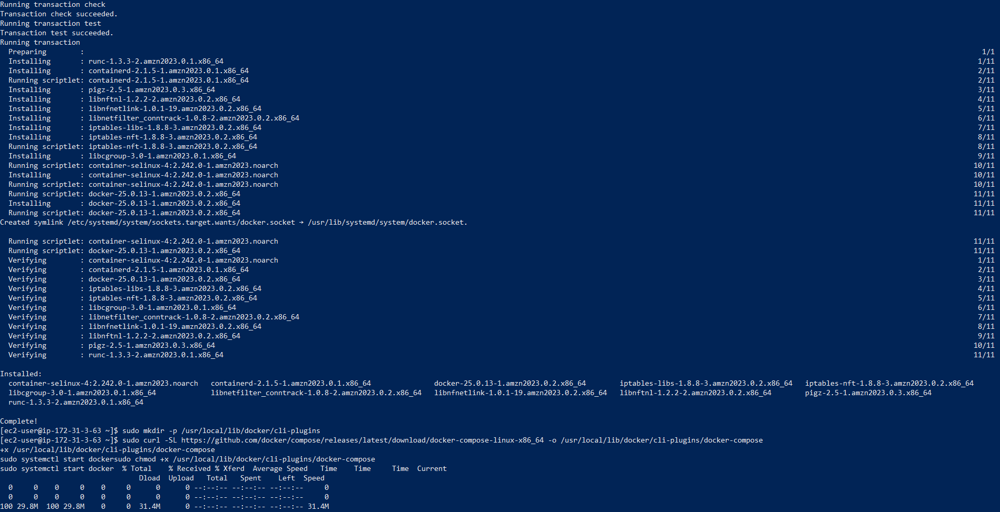 Running transaction check
Transaction check succeeded.
Running transaction test
Transaction test succeeded.
Running transaction
  Preparing        :                                                                 1/1
  Installing       : runc-1.3.3-2.amzn2023.0.1.x86_64                                1/11
  Installing       : containerd-2.1.5-1.amzn2023.0.1.x86_64                          2/11
  Running scriptlet: containerd-2.1.5-1.amzn2023.0.1.x86_64                          2/11
  Installing       : pigz-2.5-1.amzn2023.0.3.x86_64                                  3/11
  Installing       : libnftnl-1.2.2-2.amzn2023.0.2.x86_64                            4/11
  Installing       : libnfnetlink-1.0.1-19.amzn2023.0.2.x86_64                       5/11
  Installing       : libnetfilter_conntrack-1.0.8-2.amzn2023.0.2.x86_64              6/11
  Installing       : iptables-libs-1.8.8-3.amzn2023.0.2.x86_64                       7/11
  Installing       : iptables-nft-1.8.8-3.amzn2023.0.2.x86_64                        8/11
  Running scriptlet: iptables-nft-1.8.8-3.amzn2023.0.2.x86_64                        8/11
  Installing       : libcgroup-3.0-1.amzn2023.0.1.x86_64                             9/11
  Running scriptlet: container-selinux-4:2.242.0-1.amzn2023.noarch                   10/11
  Installing       : container-selinux-4:2.242.0-1.amzn2023.noarch                   10/11
  Running scriptlet: container-selinux-4:2.242.0-1.amzn2023.noarch                   10/11
  Running scriptlet: docker-25.0.13-1.amzn2023.0.2.x86_64                            11/11
  Installing       : docker-25.0.13-1.amzn2023.0.2.x86_64                            11/11
  Running scriptlet: docker-25.0.13-1.amzn2023.0.2.x86_64                            11/11
Created symlink /etc/systemd/system/sockets.target.wants/docker.socket → /usr/lib/systemd/system/docker.socket.
  Running scriptlet: container-selinux-4:2.242.0-1.amzn2023.noarch                   11/11
  Running scriptlet: docker-25.0.13-1.amzn2023.0.2.x86_64                            11/11
  Verifying        : container-selinux-4:2.242.0-1.amzn2023.noarch                   1/11
  Verifying        : containerd-2.1.5-1.amzn2023.0.1.x86_64                          2/11
  Verifying        : docker-25.0.13-1.amzn2023.0.2.x86_64                            3/11
  Verifying        : iptables-libs-1.8.8-3.amzn2023.0.2.x86_64                       4/11
  Verifying        : iptables-nft-1.8.8-3.amzn2023.0.2.x86_64                        5/11
  Verifying        : libcgroup-3.0-1.amzn2023.0.1.x86_64                             6/11
  Verifying        : libnetfilter_conntrack-1.0.8-2.amzn2023.0.2.x86_64              7/11
  Verifying        : libnfnetlink-1.0.1-19.amzn2023.0.2.x86_64                       8/11
  Verifying        : libnftnl-1.2.2-2.amzn2023.0.2.x86_64                            9/11
  Verifying        : pigz-2.5-1.amzn2023.0.3.x86_64                                  10/11
  Verifying        : runc-1.3.3-2.amzn2023.0.1.x86_64                                11/11
Installed:
  container-selinux-4:2.242.0-1.amzn2023.noarch   containerd-2.1.5-1.amzn2023.0.1.x86_64   docker-25.0.13-1.amzn2023.0.2.x86_64   iptables-libs-1.8.8-3.amzn2023.0.2.x86_64   iptables-nft-1.8.8-3.amzn2023.0.2.x86_64
  libcgroup-3.0-1.amzn2023.0.1.x86_64   libnetfilter_conntrack-1.0.8-2.amzn2023.0.2.x86_64   libnfnetlink-1.0.1-19.amzn2023.0.2.x86_64   libnftnl-1.2.2-2.amzn2023.0.2.x86_64   pigz-2.5-1.amzn2023.0.3.x86_64
  runc-1.3.3-2.amzn2023.0.1.x86_64
Complete!
[ec2-user@ip-172-31-3-63 ~]$ sudo mkdir -p /usr/local/lib/docker/cli-plugins
[ec2-user@ip-172-31-3-63 ~]$ sudo curl -SL https://github.com/docker/compose/releases/latest/download/docker-compose-linux-x86_64 -o /usr/local/lib/docker/cli-plugins/docker-compose
+x /usr/local/lib/docker/cli-plugins/docker-compose
sudo systemctl start dockersudo chmod +x /usr/local/lib/docker/cli-plugins/docker-compose
sudo systemctl start docker  % Total    % Received % Xferd  Average Speed   Time    Time     Time  Current
                                 Dload  Upload   Total   Spent    Left  Speed
  0     0    0     0    0     0      0      0 --:--:-- --:--:-- --:--:--     0
  0     0    0     0    0     0      0      0 --:--:-- --:--:-- --:--:--     0
100 29.8M  100 29.8M    0     0  31.4M      0 --:--:-- --:--:-- --:--:-- 31.4M